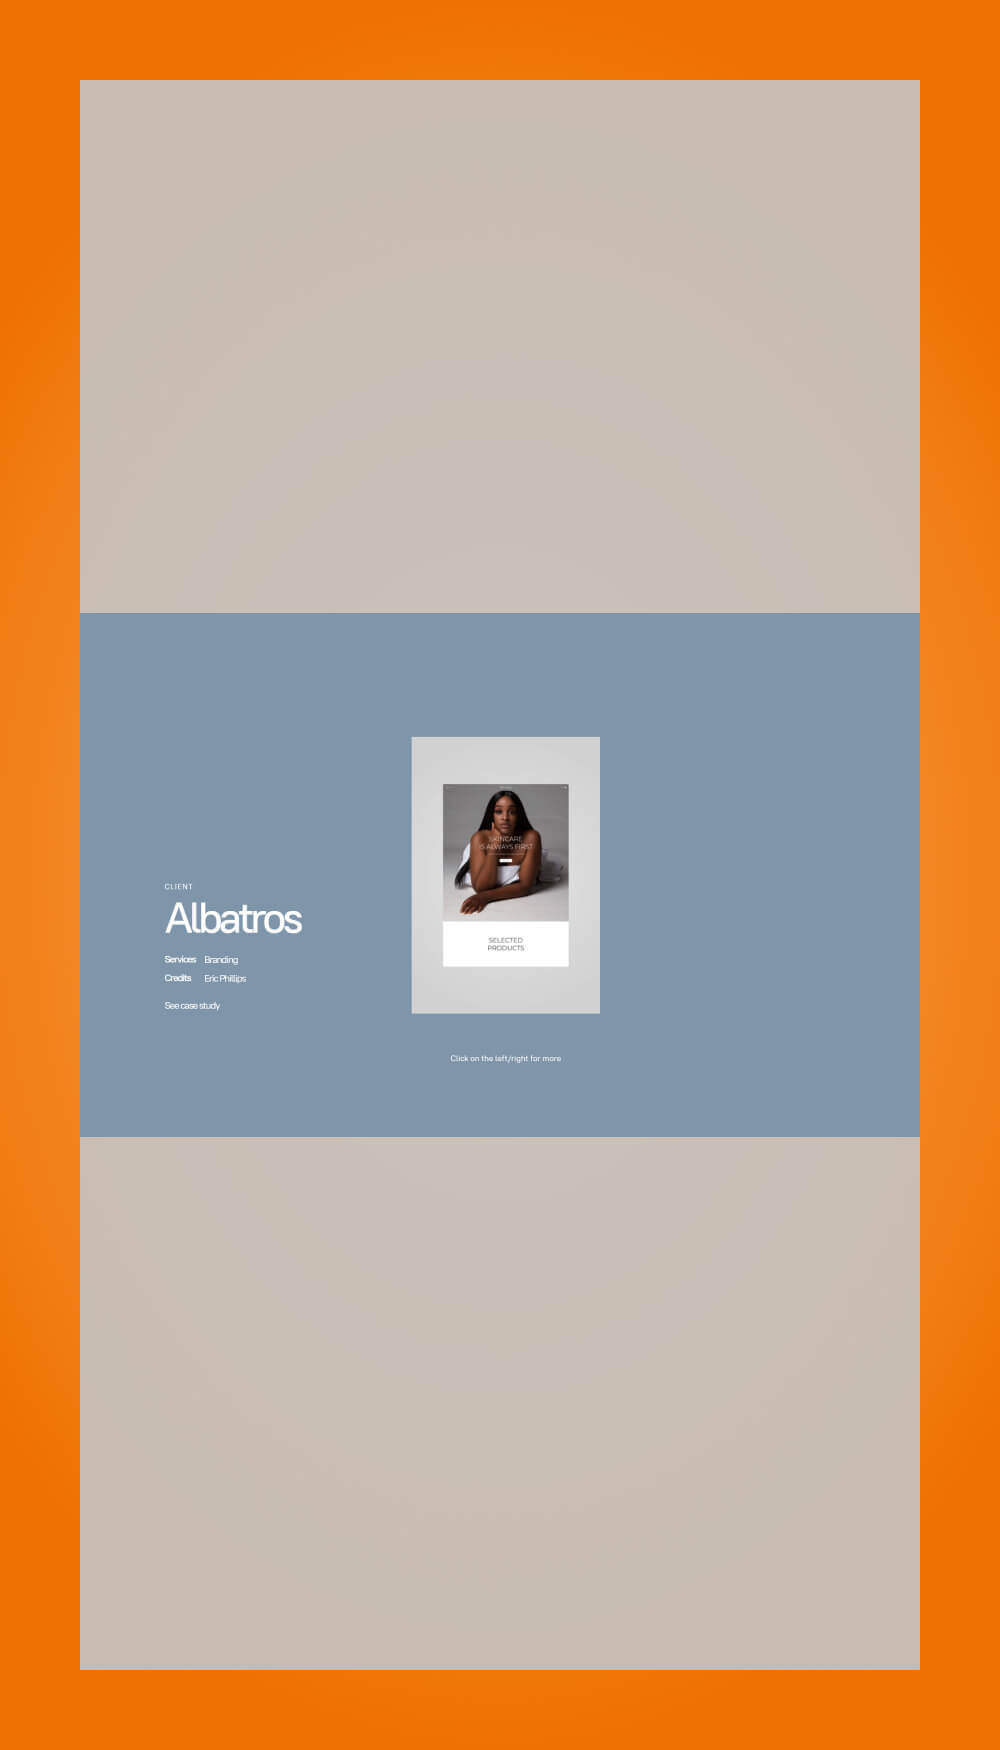 CLIENT
Albatros
Services Branding
Credits Eric Phillips
See case study
SKINCARE
IS ALWAYS FIRST
SELECTED
PRODUCTS
Click on the left/right for more